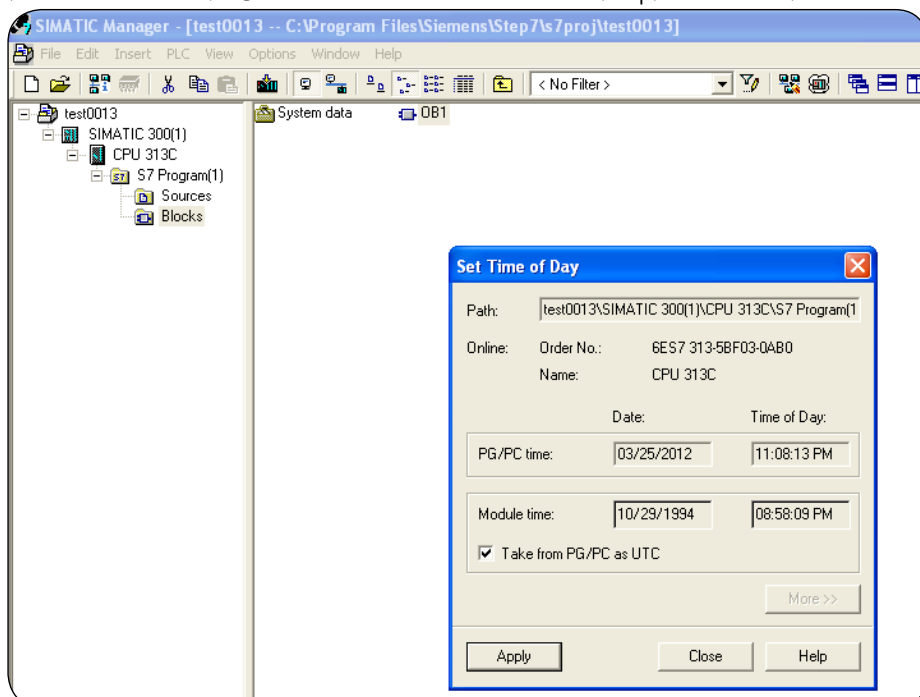 SIMATIC Manager - [test0013 -- C:\Program Files\Siemens\Step7\s7proj\test0013]
File Edit Insert PLC View Options Window Help
< No Filter >
test0013
SIMATIC 300(1)
CPU 313C
S7 Program(1)
Sources
Blocks
System data OB1
Set Time of Day
Path: test0013\SIMATIC 300(1)\CPU 313C\S7 Program(1
Online: Order No.: 6ES7 313-5BF03-0AB0
Name: CPU 313C
Date: Time of Day:
PG/PC time: 03/25/2012 11:08:13 PM
Module time: 10/29/1994 08:58:09 PM
Take from PG/PC as UTC
More >>
Apply Close Help